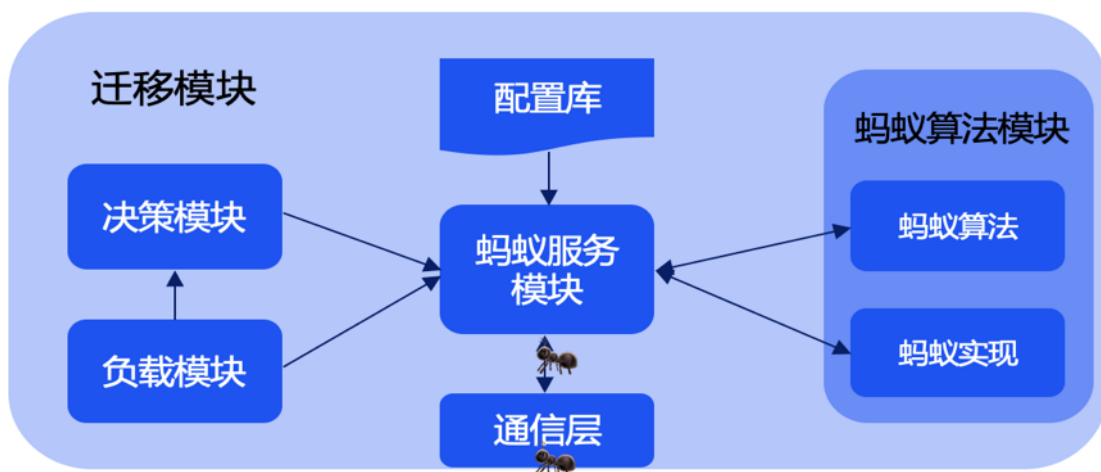 迁移模块
配置库
蚂蚁算法模块
决策模块
蚂蚁服务
模块
蚂蚁算法
负载模块
蚂蚁实现
通信层